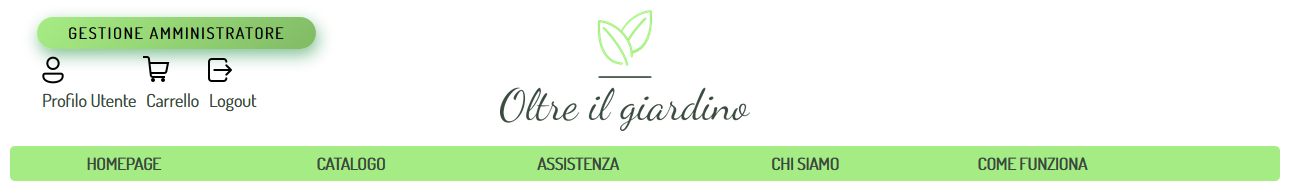 GESTIONE AMMINISTRATORE
Profilo Utente Carrello Logout
Oltre il giardino
HOMEPAGE CATALOGO ASSISTENZA CHI SIAMO COME FUNZIONA